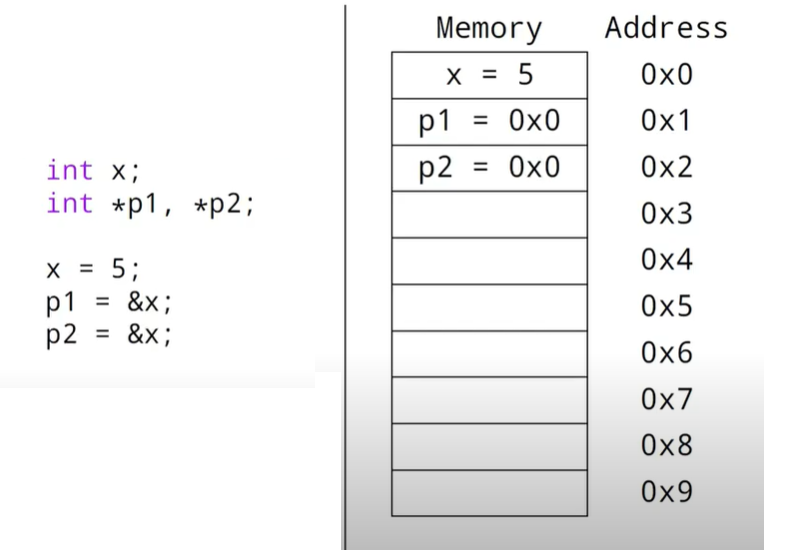 int x;
int *p1, *p2;
x = 5;
p1 = &x;
p2 = &x;
Memory Address
x = 5 0x0
p1 = 0x0 0x1
p2 = 0x0 0x2
0x3
0x4
0x5
0x6
0x7
0x8
0x9